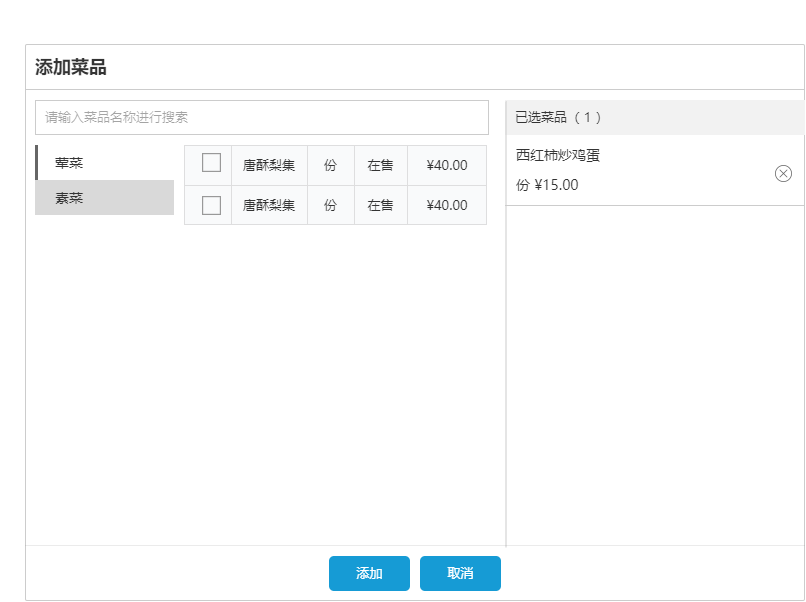 添加菜品
请输入菜品名称进行搜索
荤菜
素菜
唐酥梨集 份 在售 ¥40.00
唐酥梨集 份 在售 ¥40.00
已选菜品（ 1 ）
西红柿炒鸡蛋
份 ¥15.00
添加 取消